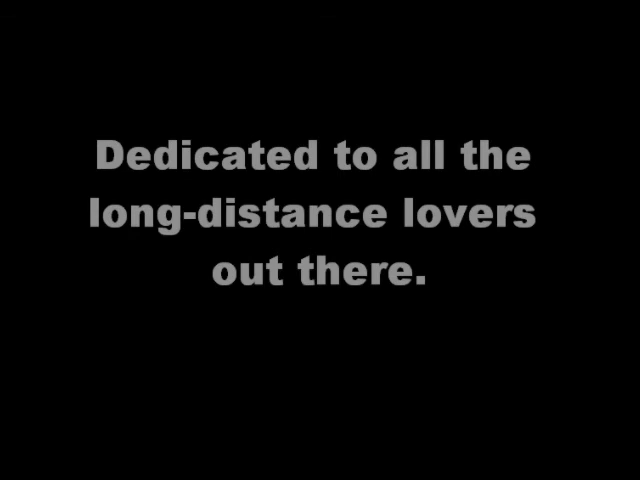 Dedicated to all the
long-distance lovers
out there.